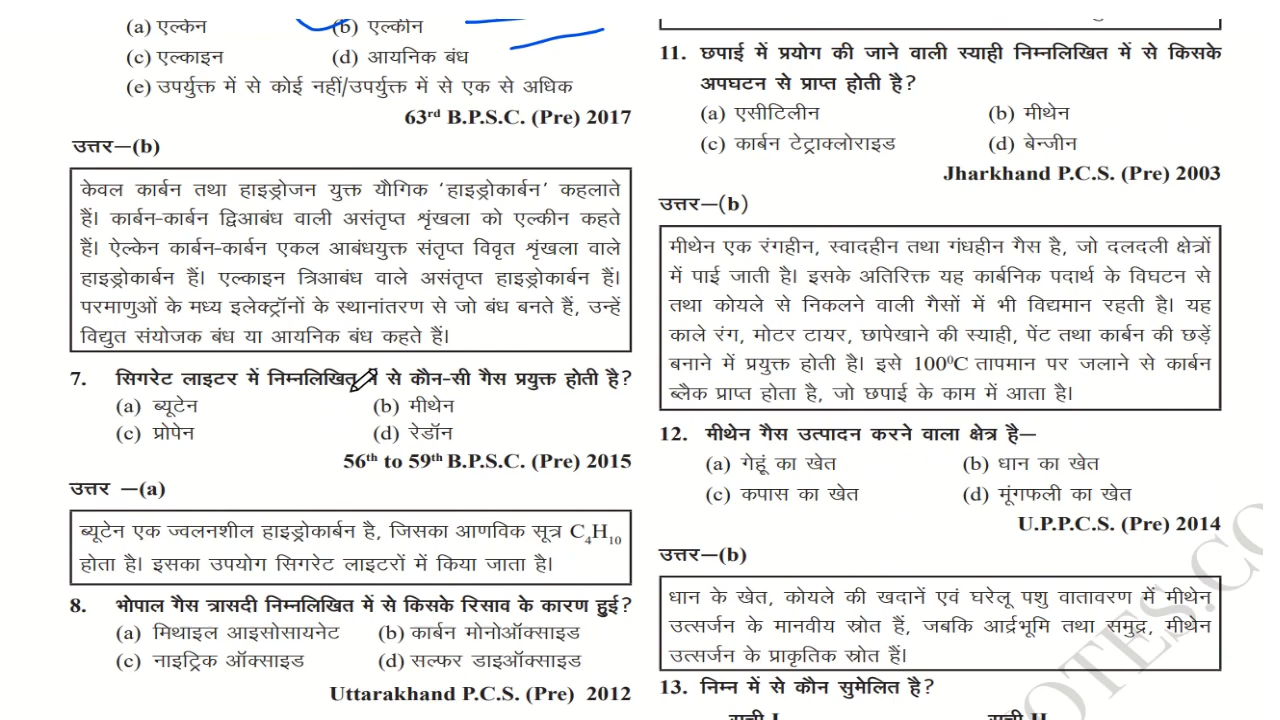 (a) एल्केन (b) एल्कीन
(c) एल्काइन (d) आयनिक बंध
(e) उपर्युक्त में से कोई नहीं/उपर्युक्त में से एक से अधिक
63rd B.P.S.C. (Pre) 2017
उत्तर—(b)
केवल कार्बन तथा हाइड्रोजन युक्त यौगिक 'हाइड्रोकार्बन' कहलाते
हैं। कार्बन-कार्बन द्विआबंध वाली असंतृप्त शृंखला को एल्कीन कहते
हैं। ऐल्केन कार्बन-कार्बन एकल आबंधयुक्त संतृप्त विवृत शृंखला वाले
हाइड्रोकार्बन हैं। एल्काइन त्रिआबंध वाले असंतृप्त हाइड्रोकार्बन हैं।
परमाणुओं के मध्य इलेक्ट्रॉनों के स्थानांतरण से जो बंध बनते हैं, उन्हें
विद्युत संयोजक बंध या आयनिक बंध कहते हैं।
7. सिगरेट लाइटर में निम्नलिखित में से कौन-सी गैस प्रयुक्त होती है?
(a) ब्यूटेन (b) मीथेन
(c) प्रोपेन (d) रेडॉन
56th to 59th B.P.S.C. (Pre) 2015
उत्तर —(a)
ब्यूटेन एक ज्वलनशील हाइड्रोकार्बन है, जिसका आणविक सूत्र C4H10
होता है। इसका उपयोग सिगरेट लाइटरों में किया जाता है।
8. भोपाल गैस त्रासदी निम्नलिखित में से किसके रिसाव के कारण हुई?
(a) मिथाइल आइसोसायनेट (b) कार्बन मोनोऑक्साइड
(c) नाइट्रिक ऑक्साइड (d) सल्फर डाइऑक्साइड
Uttarakhand P.C.S. (Pre) 2012
11. छपाई में प्रयोग की जाने वाली स्याही निम्नलिखित में से किसके
अपघटन से प्राप्त होती है?
(a) एसीटिलीन (b) मीथेन
(c) कार्बन टेट्राक्लोराइड (d) बेन्जीन
Jharkhand P.C.S. (Pre) 2003
उत्तर—(b)
मीथेन एक रंगहीन, स्वादहीन तथा गंधहीन गैस है, जो दलदली क्षेत्रों
में पाई जाती है। इसके अतिरिक्त यह कार्बनिक पदार्थ के विघटन से
तथा कोयले से निकलने वाली गैसों में भी विद्यमान रहती है। यह
काले रंग, मोटर टायर, छापेखाने की स्याही, पेंट तथा कार्बन की छड़ें
बनाने में प्रयुक्त होती है। इसे 100⁰C तापमान पर जलाने से कार्बन
ब्लैक प्राप्त होता है, जो छपाई के काम में आता है।
12. मीथेन गैस उत्पादन करने वाला क्षेत्र है—
(a) गेहूं का खेत (b) धान का खेत
(c) कपास का खेत (d) मूंगफली का खेत
U.P.P.C.S. (Pre) 2014
उत्तर—(b)
धान के खेत, कोयले की खदानें एवं घरेलू पशु वातावरण में मीथेन
उत्सर्जन के मानवीय स्रोत हैं, जबकि आर्द्रभूमि तथा समुद्र, मीथेन
उत्सर्जन के प्राकृतिक स्रोत हैं।
13. निम्न में से कौन सुमेलित है?
सूची I सूची II
OTES.CO